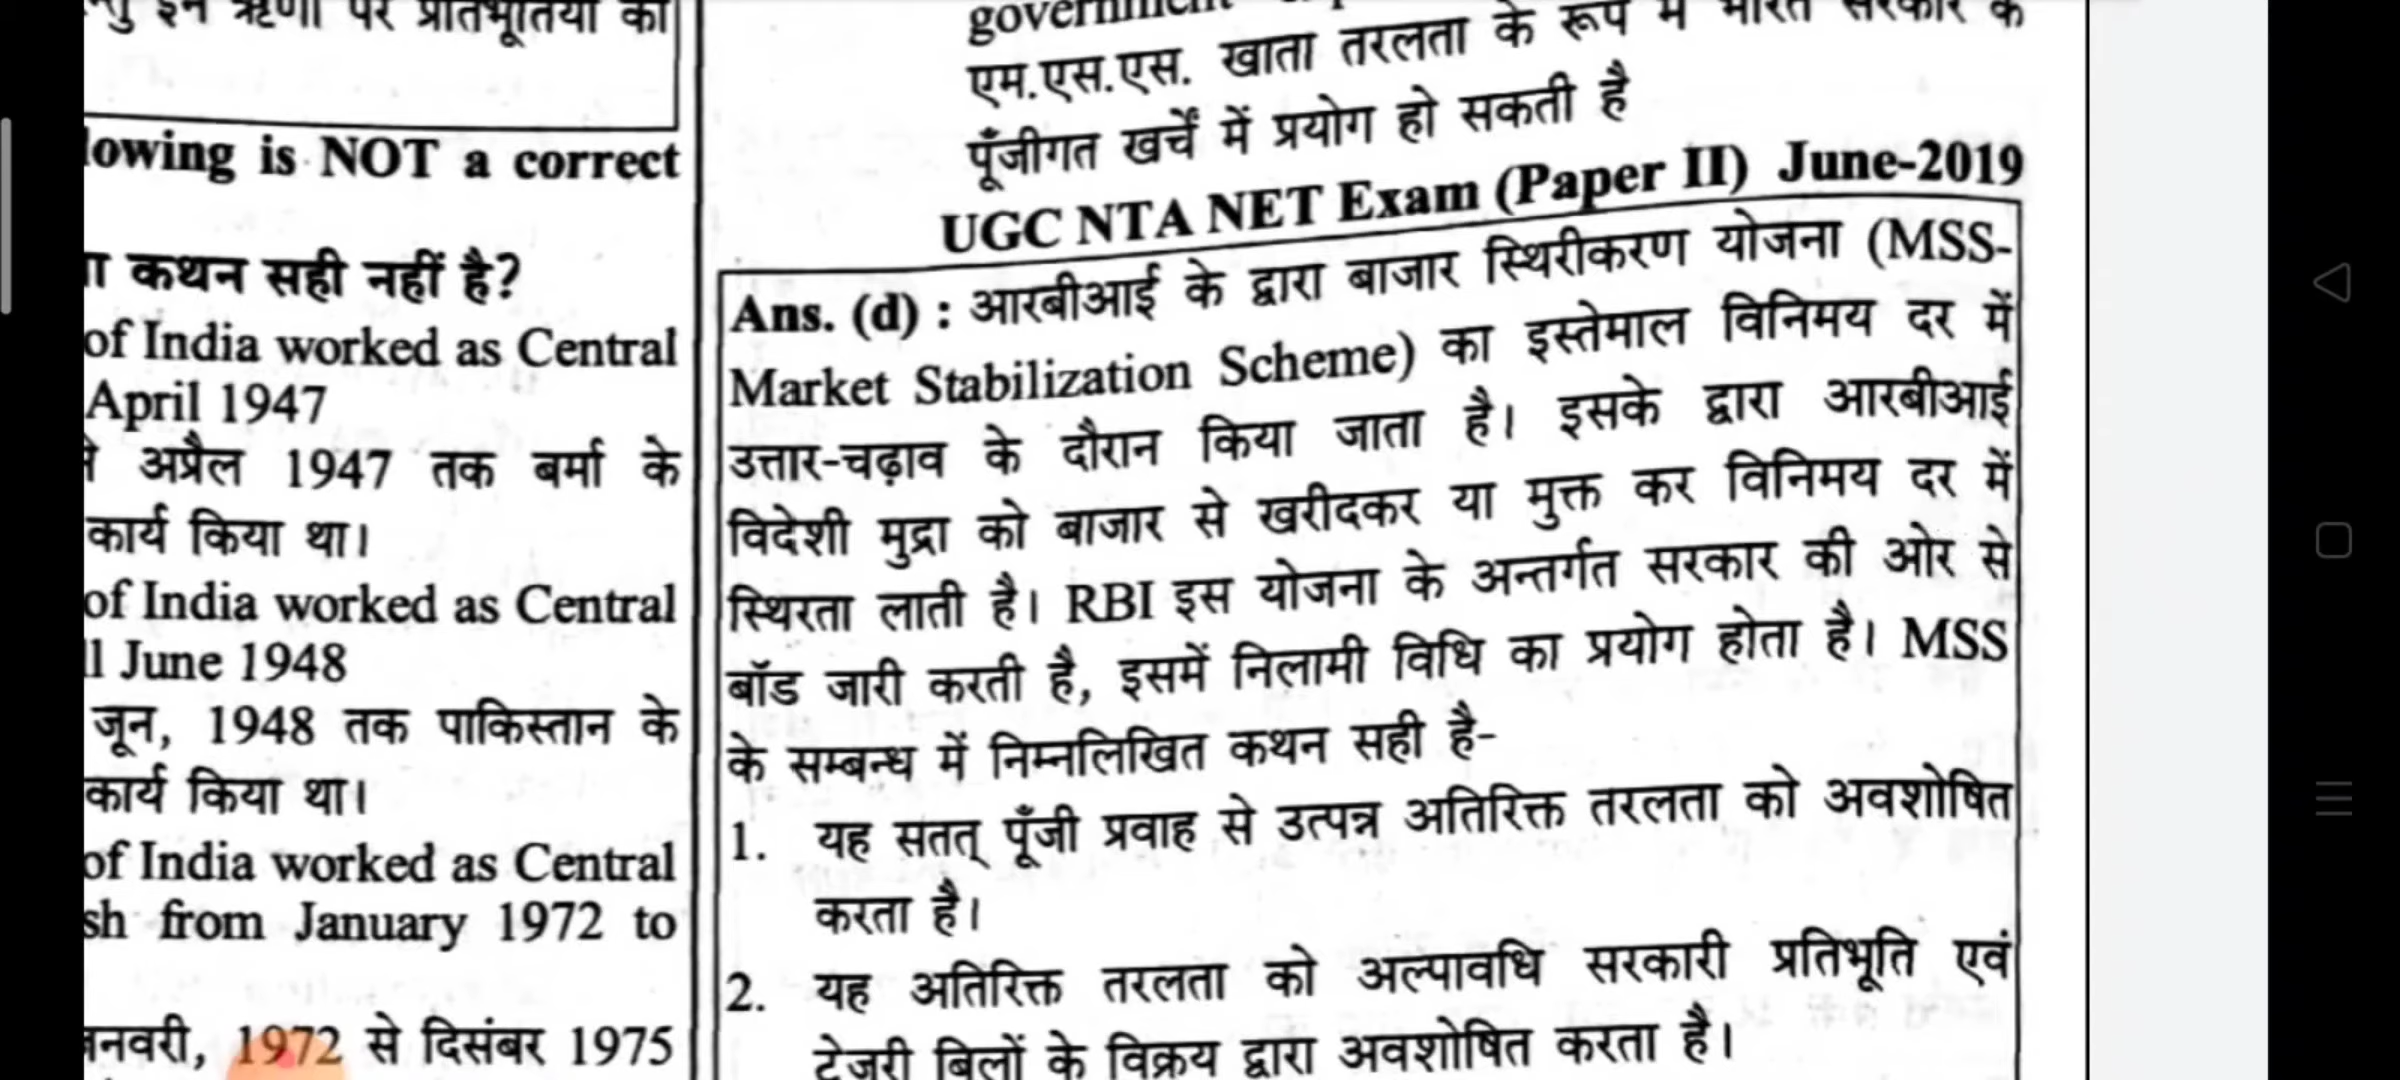 इन ऋणों पर प्रतिभूतियों की
lowing is NOT a correct
कथन सही नहीं है?
of India worked as Central
April 1947
अप्रैल 1947 तक बर्मा के
कार्य किया था।
of India worked as Central
June 1948
जून, 1948 तक पाकिस्तान के
कार्य किया था।
of India worked as Central
sh from January 1972 to
1972 से दिसंबर 1975
government
एम.एस.एस. खाता तरलता के रूप में भारत सरकार के
पूँजीगत खर्चें में प्रयोग हो सकती है
UGC NTA NET Exam (Paper II) June-2019
Ans. (d) : आरबीआई के द्वारा बाजार स्थिरीकरण योजना (MSS-
Market Stabilization Scheme) का इस्तेमाल विनिमय दर में
उत्तार-चढ़ाव के दौरान किया जाता है। इसके द्वारा आरबीआई
विदेशी मुद्रा को बाजार से खरीदकर या मुक्त कर विनिमय दर में
स्थिरता लाती है। RBI इस योजना के अन्तर्गत सरकार की ओर से
बॉड जारी करती है, इसमें निलामी विधि का प्रयोग होता है। MSS
के सम्बन्ध में निम्नलिखित कथन सही है-
1. यह सतत् पूँजी प्रवाह से उत्पन्न अतिरिक्त तरलता को अवशोषित
करता है।
2. यह अतिरिक्त तरलता को अल्पावधि सरकारी प्रतिभूति एवं
ट्रेजरी बिलों के विक्रय द्वारा अवशोषित करता है।